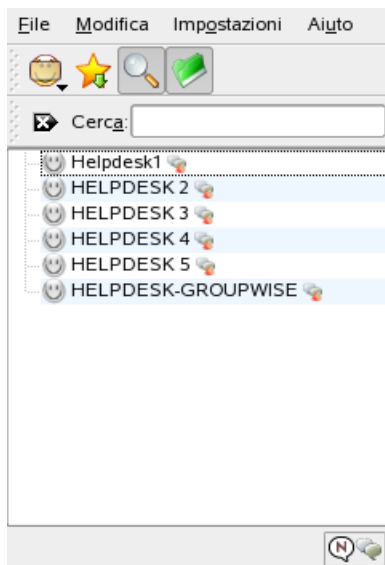 File Modifica Impostazioni Aiuto
Cerca:
Helpdesk1
HELPDESK 2
HELPDESK 3
HELPDESK 4
HELPDESK 5
HELPDESK-GROUPWISE
N